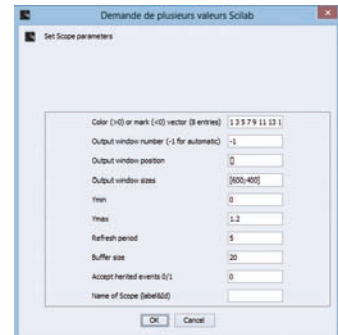 Demande de plusieurs valeurs Scilab
Set Scope parameters
Color (>0) or mark (<0) vector (8 entries) 1 3 5 7 9 11 13 1
Output window number (-1 for automatic) -1
Output window position []
Output window sizes [600;400]
Ymin 0
Ymax 1.2
Refresh period 5
Buffer size 20
Accept herited events 0/1 0
Name of Scope (label&Id)
OK Cancel